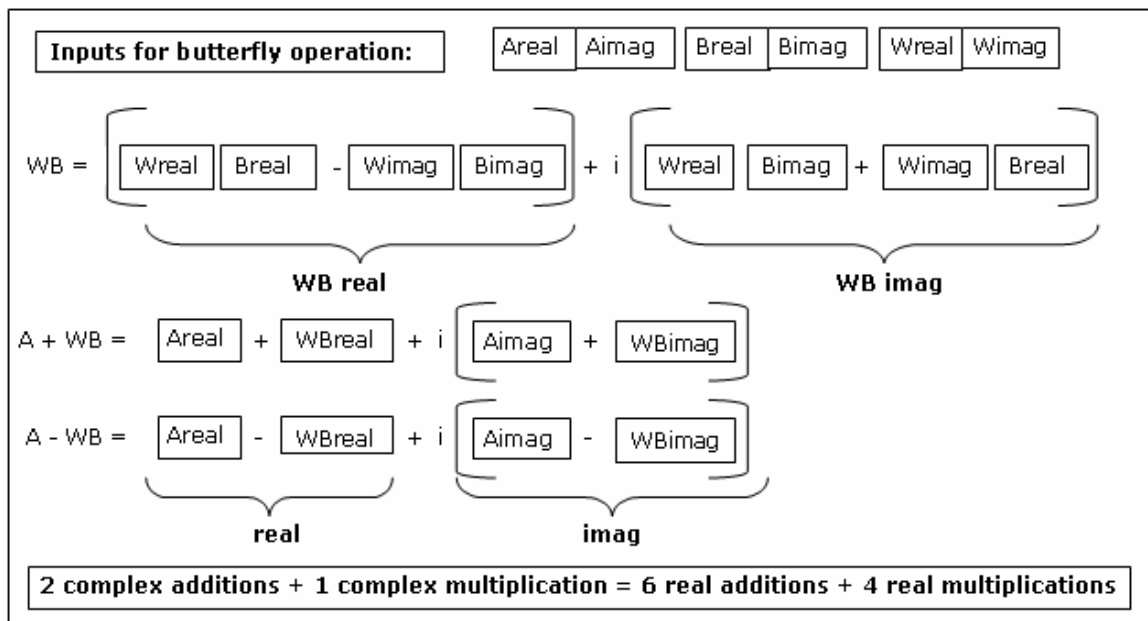 Inputs for butterfly operation: Areal Aimag Breal Bimag Wreal Wimag
WB = Wreal Breal - Wimag Bimag + i Wreal Bimag + Wimag Breal
WB real WB imag
A + WB = Areal + WBreal + i Aimag + WBimag
A - WB = Areal - WBreal + i Aimag - WBimag
real imag
2 complex additions + 1 complex multiplication = 6 real additions + 4 real multiplications